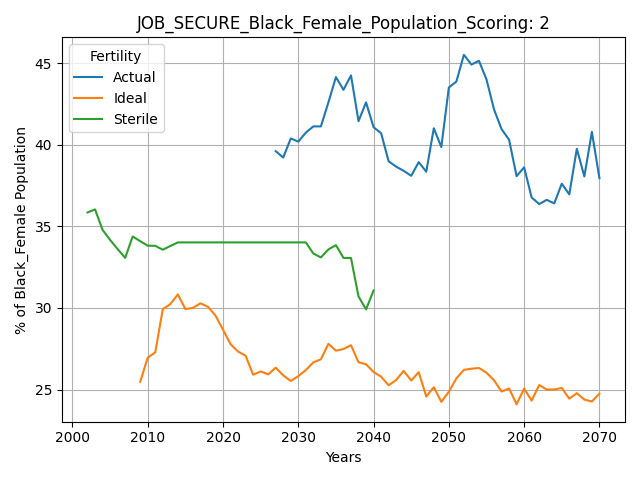 JOB_SECURE_Black_Female_Population_Scoring: 2
Fertility
Actual
Ideal
Sterile
% of Black_Female Population
45
40
35
30
25
2000 2010 2020 2030 2040 2050 2060 2070
Years